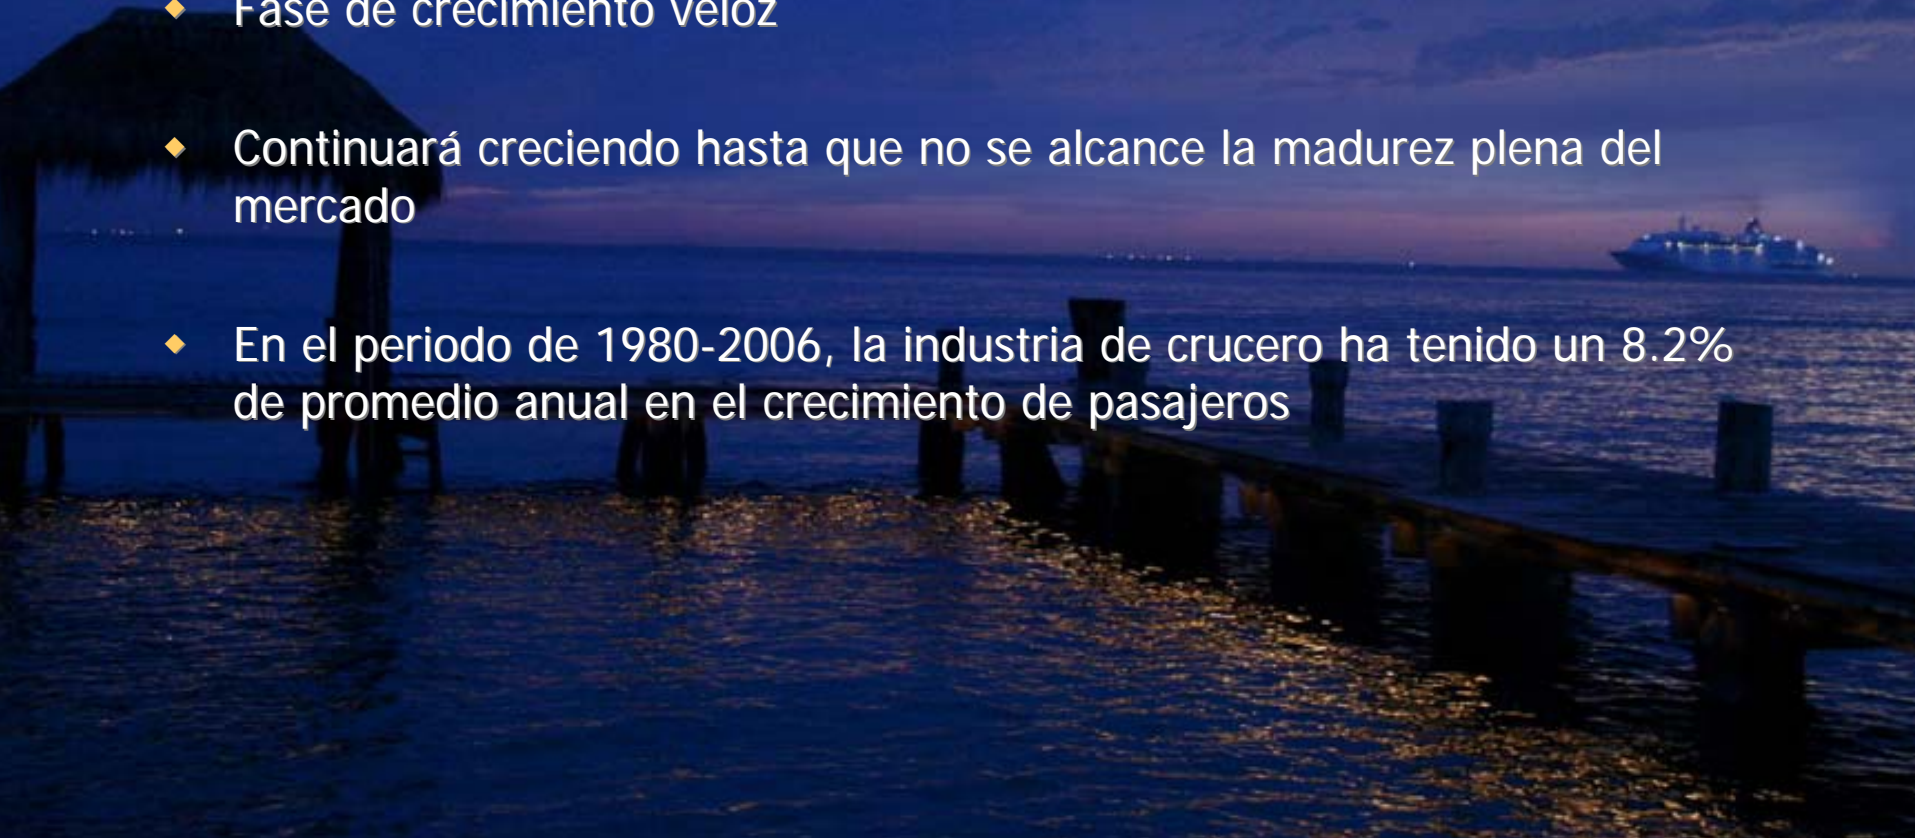 Fase de crecimiento veloz
Continuará creciendo hasta que no se alcance la madurez plena del
mercado
En el periodo de 1980-2006, la industria de crucero ha tenido un 8.2%
de promedio anual en el crecimiento de pasajeros